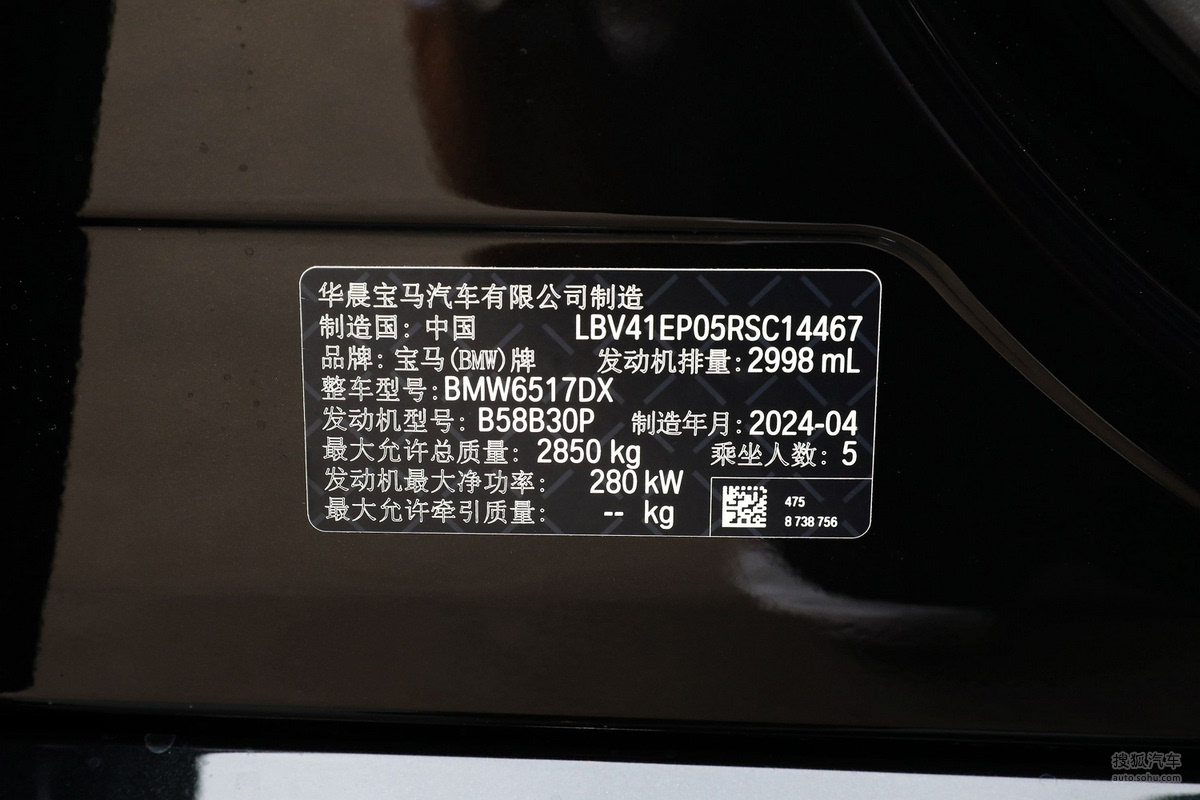 华晨宝马汽车有限公司制造
制造国：中国 LBV41EP05RSC14467
品牌：宝马(BMW)牌 发动机排量：2998 mL
整车型号：BMW6517DX
发动机型号：B58B30P 制造年月：2024-04
最大允许总质量：2850 kg 乘坐人数：5
发动机最大净功率：280 kW
最大允许牵引质量：-- kg
475
8 738 756
搜狐汽车
auto.sohu.com